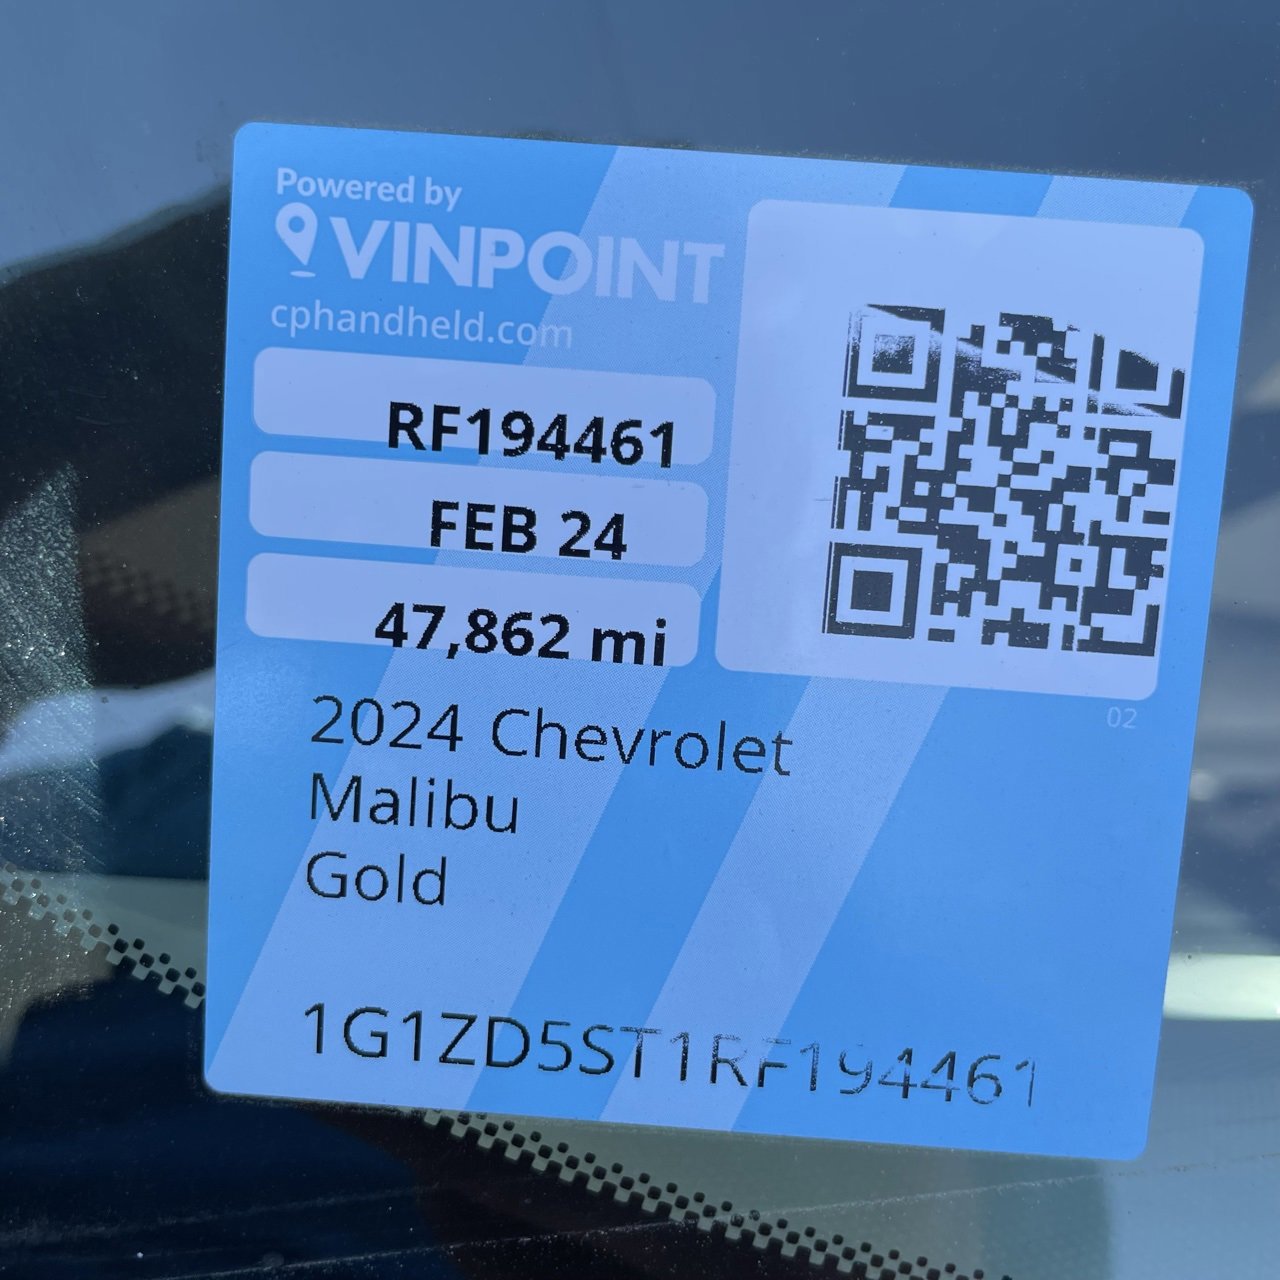 Powered by
VINPOINT
cphandheld.com
RF194461
FEB 24
47,862 mi
02
2024 Chevrolet
Malibu
Gold
1G1ZD5ST1RF194461